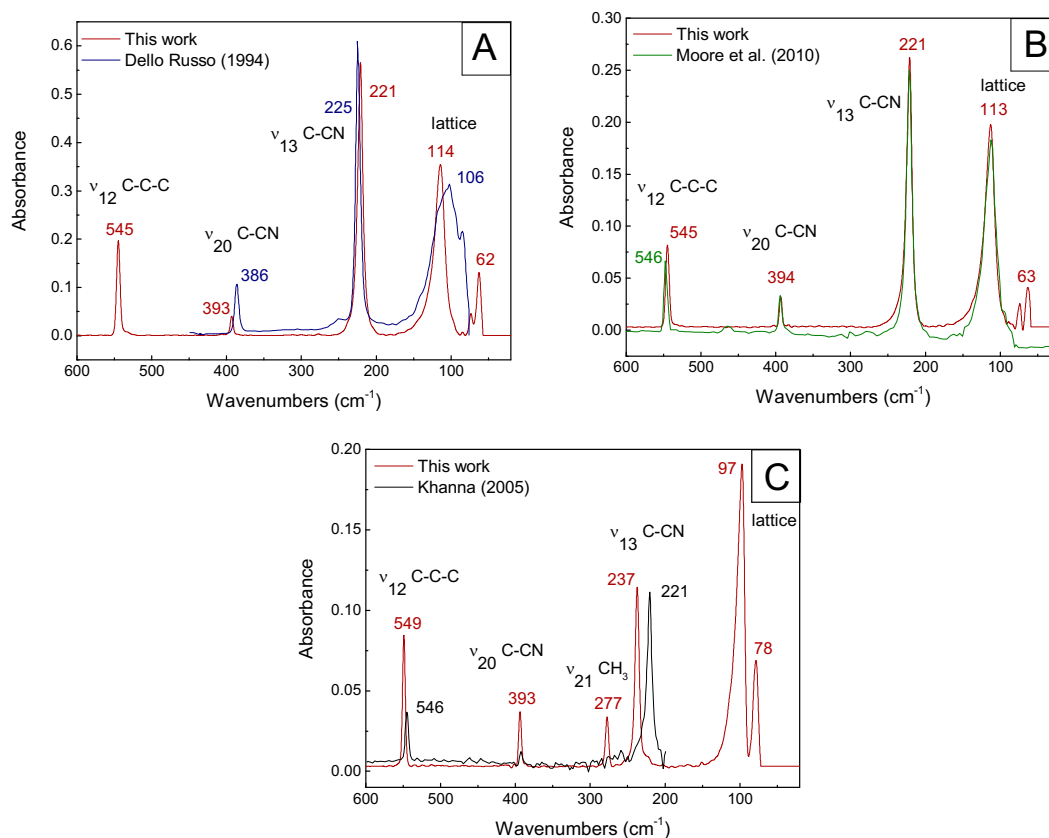 A
This work
Dello Russo (1994)
0.6
0.5
0.4
0.3
0.2
0.1
0.0
Absorbance
221
225
ν13 C-CN
lattice
114
106
ν12 C-C-C
545
ν20 C-CN
386
393
62
600 500 400 300 200 100
Wavenumbers (cm-1)
B
This work
Moore et al. (2010)
0.30
0.25
0.20
0.15
0.10
0.05
0.00
Absorbance
221
ν13 C-CN
lattice
113
ν12 C-C-C
545
546
ν20 C-CN
394
63
600 500 400 300 200 100
Wavenumbers (cm-1)
C
This work
Khanna (2005)
0.20
0.15
0.10
0.05
0.00
Absorbance
97
lattice
ν13 C-CN
237
221
ν12 C-C-C
549
546
ν20 C-CN
393
ν21 CH3
277
78
600 500 400 300 200 100
Wavenumbers (cm-1)